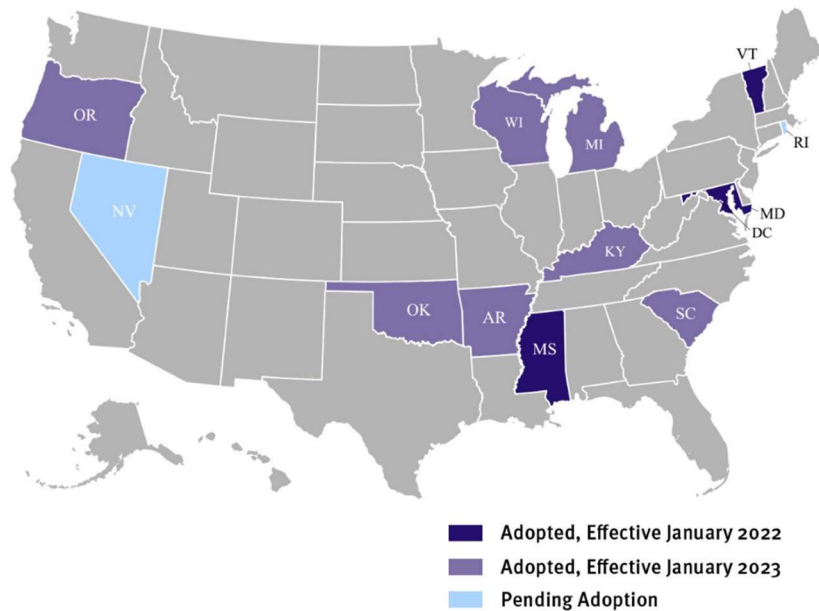 VT
OR
WI
MI
RI
NV
MD
DC
KY
OK
AR
SC
MS
Adopted, Effective January 2022
Adopted, Effective January 2023
Pending Adoption